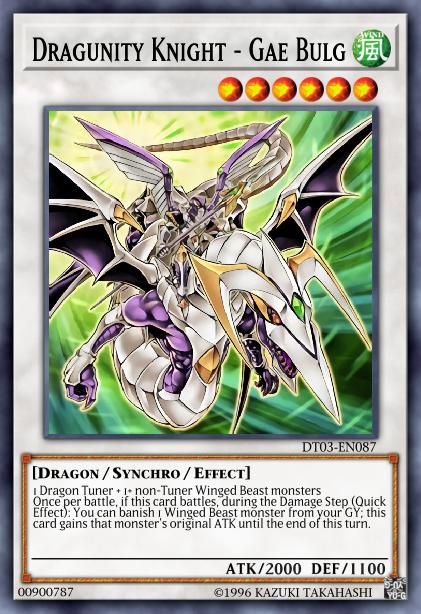 Dragunity Knight - Gae Bulg
WIND
風
DT03-EN087
[Dragon / Synchro / Effect]
1 Dragon Tuner + 1+ non-Tuner Winged Beast monsters
Once per battle, if this card battles, during the Damage Step (Quick
Effect): You can banish 1 Winged Beast monster from your GY; this
card gains that monster's original ATK until the end of this turn.
ATK/2000 DEF/1100
00900787
©1996 KAZUKI TAKAHASHI